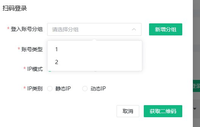 扫码登录
* 登入账号分组 请选择分组 新增分组
* 账号类型 1
2
* IP模式
* IP类别 静态IP 动态IP
取消 获取二维码